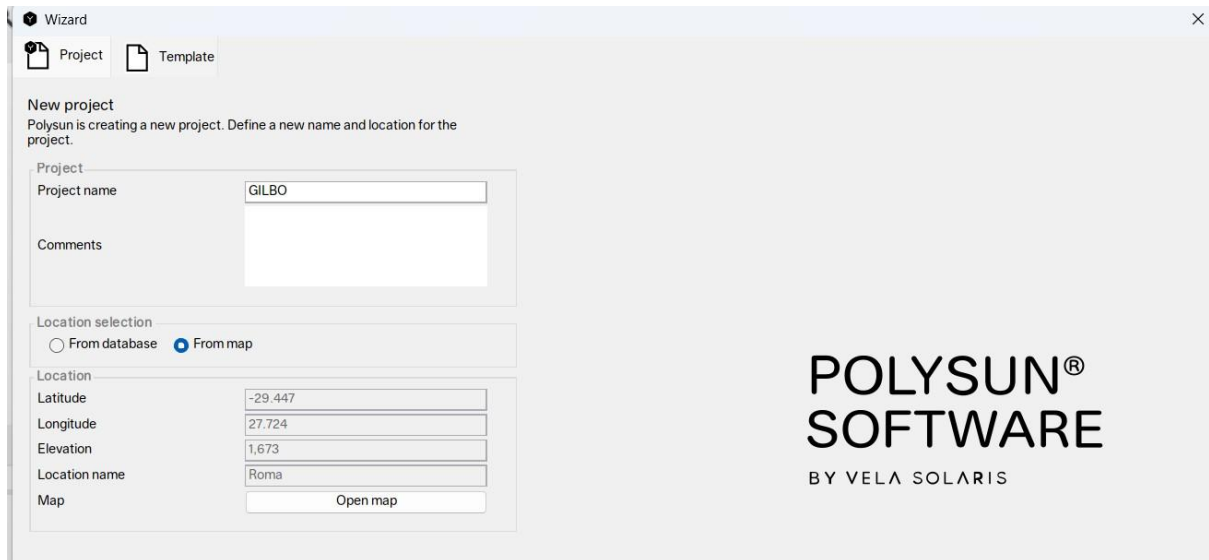 Wizard
Project Template
New project
Polysun is creating a new project. Define a new name and location for the
project.
Project
Project name GILBO
Comments
Location selection
From database From map
Location
Latitude -29.447
Longitude 27.724
Elevation 1,673
Location name Roma
Map Open map
POLYSUN®
SOFTWARE
BY VELA SOLARIS